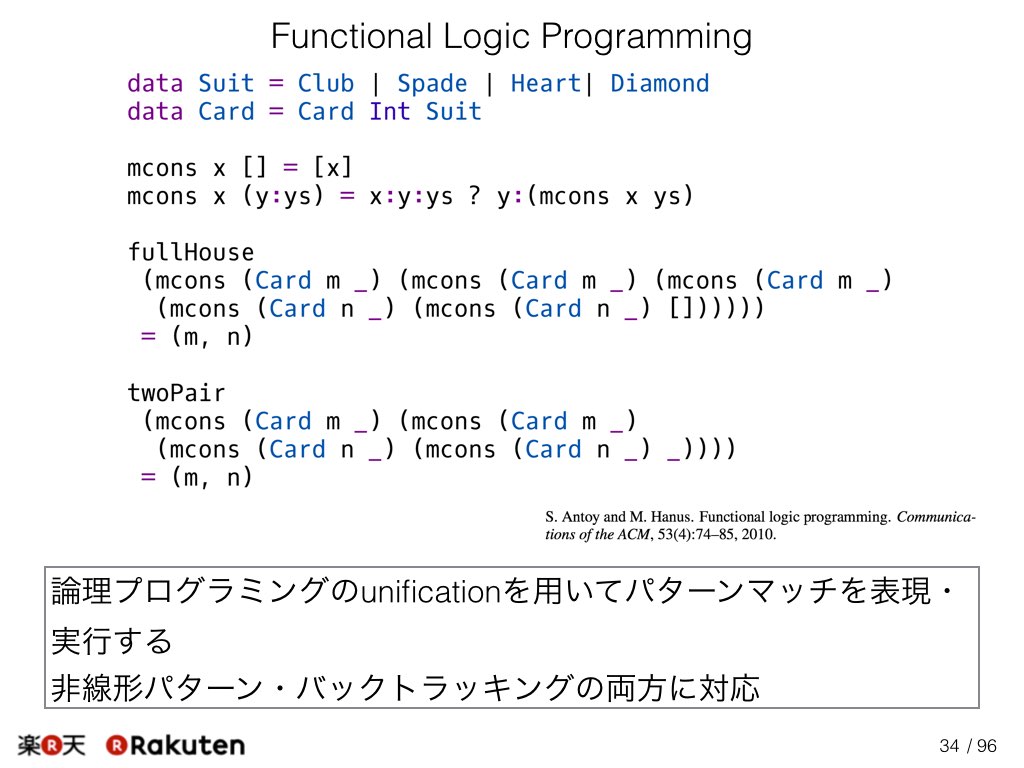 Functional Logic Programming
data Suit = Club | Spade | Heart| Diamond
data Card = Card Int Suit
mcons x [] = [x]
mcons x (y:ys) = x:y:ys ? y:(mcons x ys)
fullHouse
(mcons (Card m _) (mcons (Card m _) (mcons (Card m _)
(mcons (Card n _) (mcons (Card n _) []))))))
= (m, n)
twoPair
(mcons (Card m _) (mcons (Card m _)
(mcons (Card n _) (mcons (Card n _) _))))
= (m, n)
S. Antoy and M. Hanus. Functional logic programming. Communica-
tions of the ACM, 53(4):74–85, 2010.
論理プログラミングのunificationを用いてパターンマッチを表現・
実行する
非線形パターン・バックトラッキングの両方に対応
楽R天 R Rakuten
34 / 96